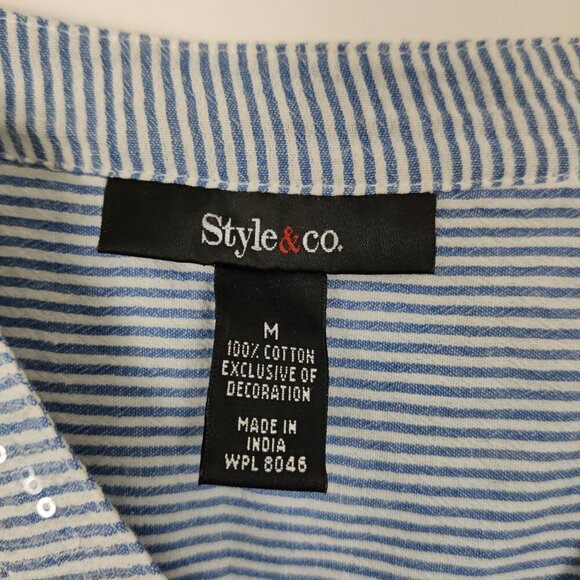 Style&co.
M
100% COTTON
EXCLUSIVE OF
DECORATION
MADE IN
INDIA
WPL 8046